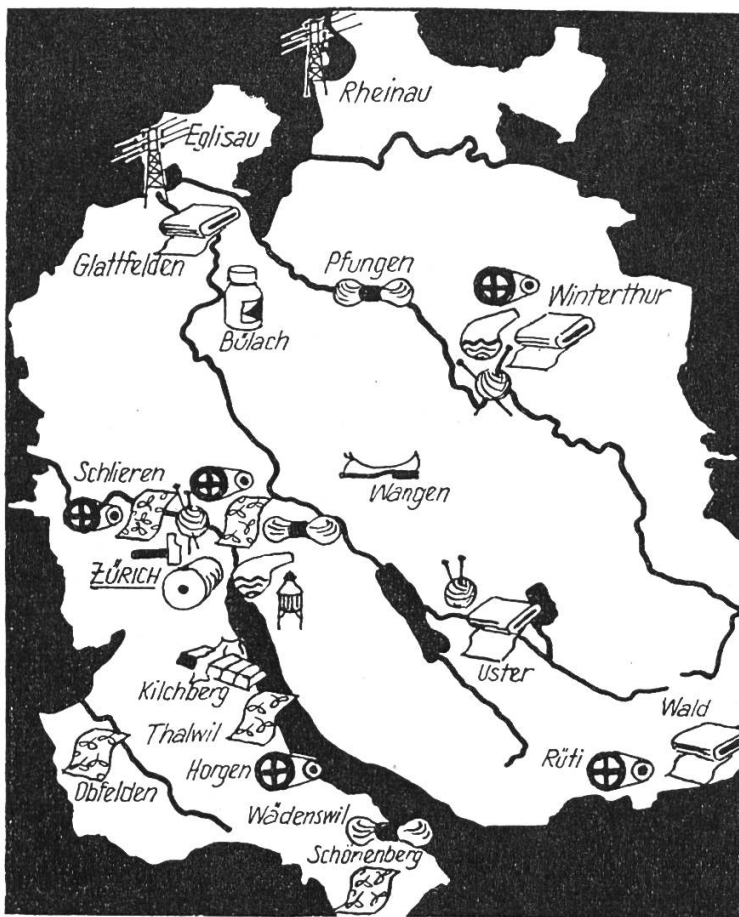 Rheinau
Eglisau
Glattfelden
Pfungen
Winterthur
Bülach
Schlieren
Wangen
ZÜRICH
Uster
Kilchberg
Thalwil
Wald
Obfelden
Horgen
Rüti
Wädenswil
Schönenberg